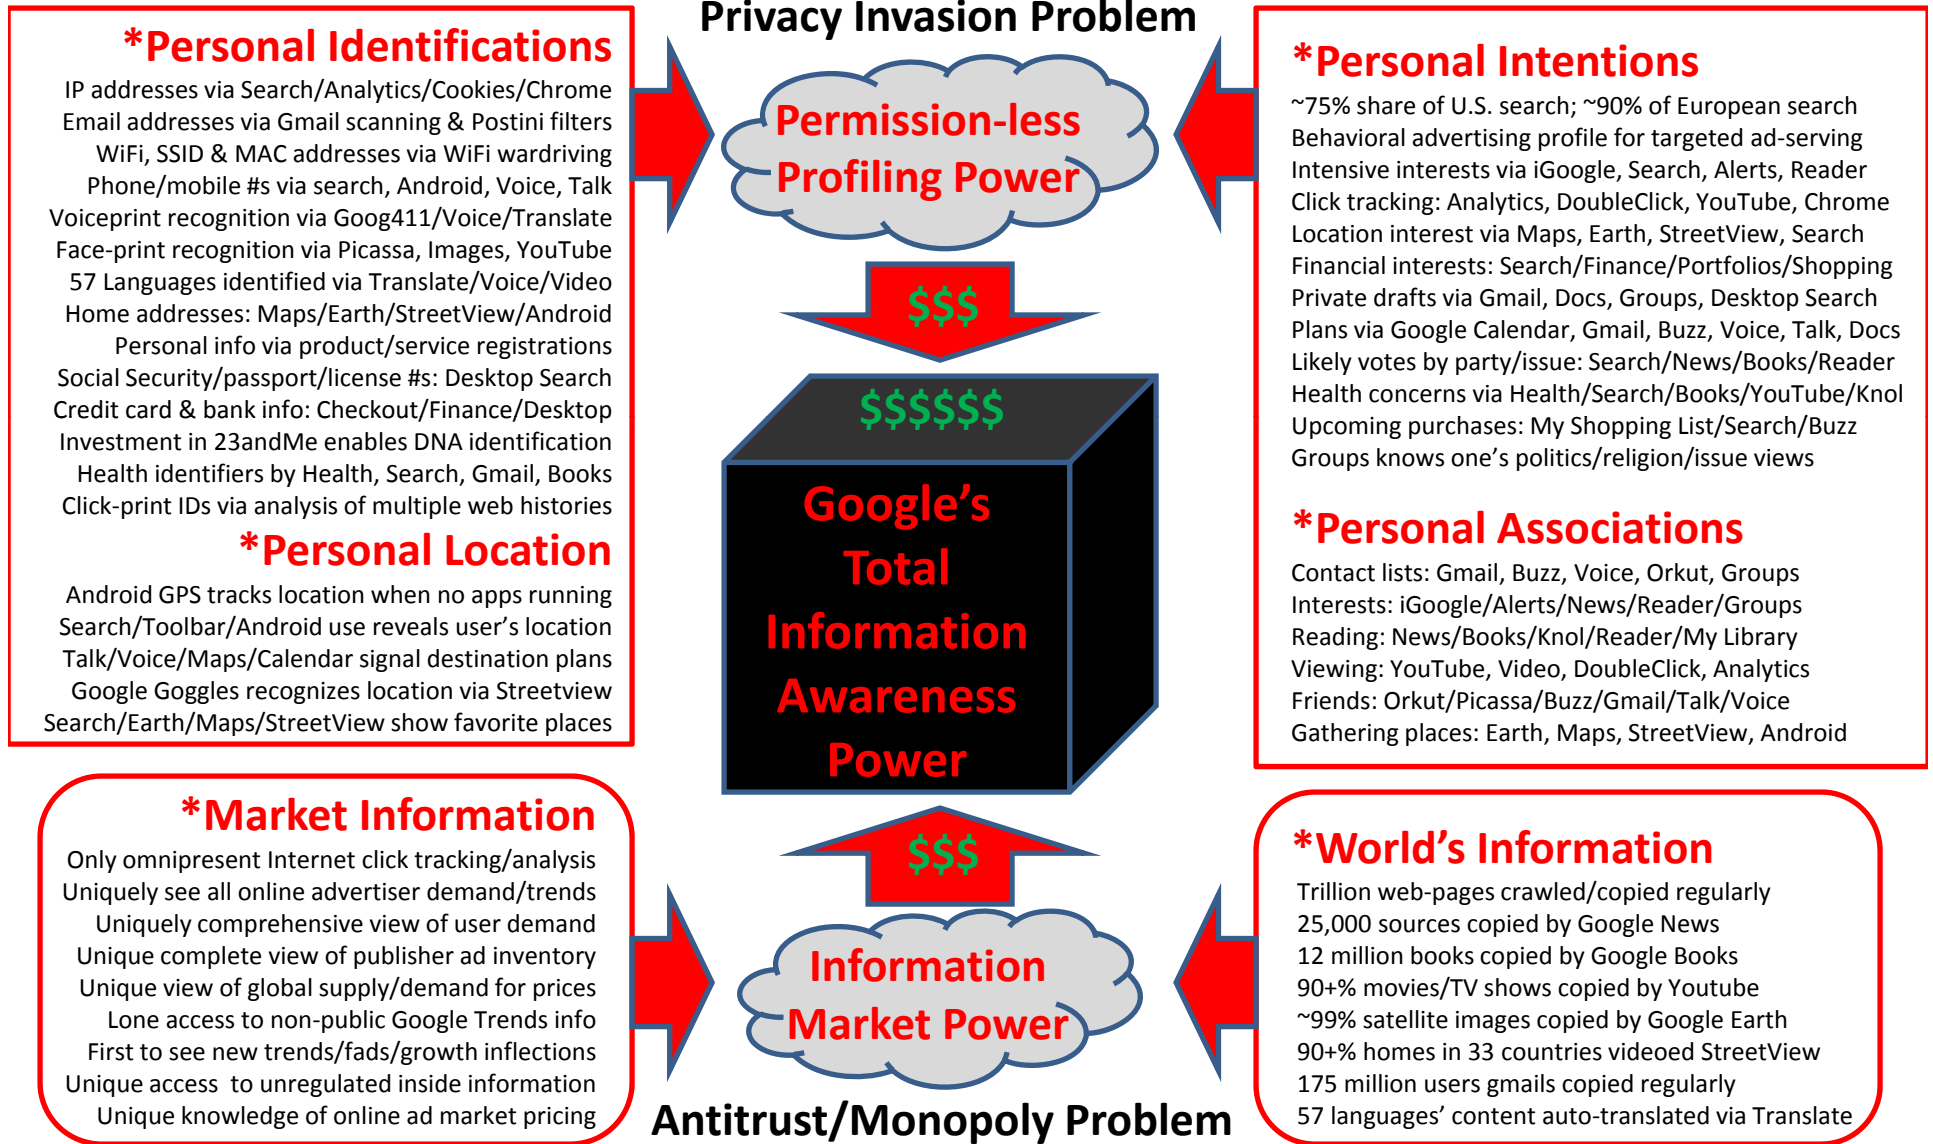 Privacy Invasion Problem
*Personal Identifications
IP addresses via Search/Analytics/Cookies/Chrome
Email addresses via Gmail scanning & Postini filters
WiFi, SSID & MAC addresses via WiFi wardriving
Phone/mobile #s via search, Android, Voice, Talk
Voiceprint recognition via Goog411/Voice/Translate
Face-print recognition via Picassa, Images, YouTube
57 Languages identified via Translate/Voice/Video
Home addresses: Maps/Earth/StreetView/Android
Personal info via product/service registrations
Social Security/passport/license #s: Desktop Search
Credit card & bank info: Checkout/Finance/Desktop
Investment in 23andMe enables DNA identification
Health identifiers by Health, Search, Gmail, Books
Click-print IDs via analysis of multiple web histories
*Personal Location
Android GPS tracks location when no apps running
Search/Toolbar/Android use reveals user's location
Talk/Voice/Maps/Calendar signal destination plans
Google Goggles recognizes location via Streetview
Search/Earth/Maps/StreetView show favorite places
Permission-less
Profiling Power
$$$
$$$$$$
Google's
Total
Information
Awareness
Power
*Personal Intentions
~75% share of U.S. search; ~90% of European search
Behavioral advertising profile for targeted ad-serving
Intensive interests via iGoogle, Search, Alerts, Reader
Click tracking: Analytics, DoubleClick, YouTube, Chrome
Location interest via Maps, Earth, StreetView, Search
Financial interests: Search/Finance/Portfolios/Shopping
Private drafts via Gmail, Docs, Groups, Desktop Search
Plans via Google Calendar, Gmail, Buzz, Voice, Talk, Docs
Likely votes by party/issue: Search/News/Books/Reader
Health concerns via Health/Search/Books/YouTube/Knol
Upcoming purchases: My Shopping List/Search/Buzz
Groups knows one's politics/religion/issue views
*Personal Associations
Contact lists: Gmail, Buzz, Voice, Orkut, Groups
Interests: iGoogle/Alerts/News/Reader/Groups
Reading: News/Books/Knol/Reader/My Library
Viewing: YouTube, Video, DoubleClick, Analytics
Friends: Orkut/Picassa/Buzz/Gmail/Talk/Voice
Gathering places: Earth, Maps, StreetView, Android
*Market Information
Only omnipresent Internet click tracking/analysis
Uniquely see all online advertiser demand/trends
Uniquely comprehensive view of user demand
Unique complete view of publisher ad inventory
Unique view of global supply/demand for prices
Lone access to non-public Google Trends info
First to see new trends/fads/growth inflections
Unique access to unregulated inside information
Unique knowledge of online ad market pricing
$$$
Information
Market Power
*World's Information
Trillion web-pages crawled/copied regularly
25,000 sources copied by Google News
12 million books copied by Google Books
90+% movies/TV shows copied by Youtube
~99% satellite images copied by Google Earth
90+% homes in 33 countries videoed StreetView
175 million users gmails copied regularly
57 languages' content auto-translated via Translate
Antitrust/Monopoly Problem